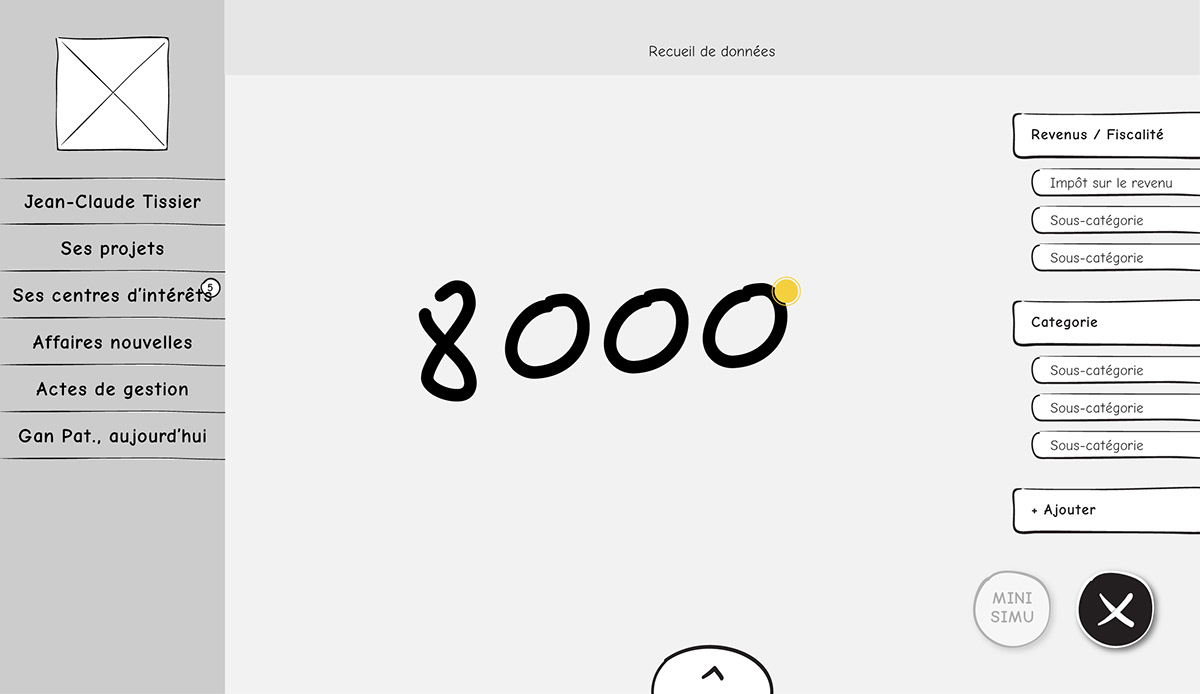 Recueil de données
Jean-Claude Tissier
Ses projets
Ses centres d'intérêts
5
Affaires nouvelles
Actes de gestion
Gan Pat., aujourd'hui
8000
Revenus / Fiscalité
Impôt sur le revenu
Sous-catégorie
Sous-catégorie
Categorie
Sous-catégorie
Sous-catégorie
Sous-catégorie
+ Ajouter
MINI
SIMU